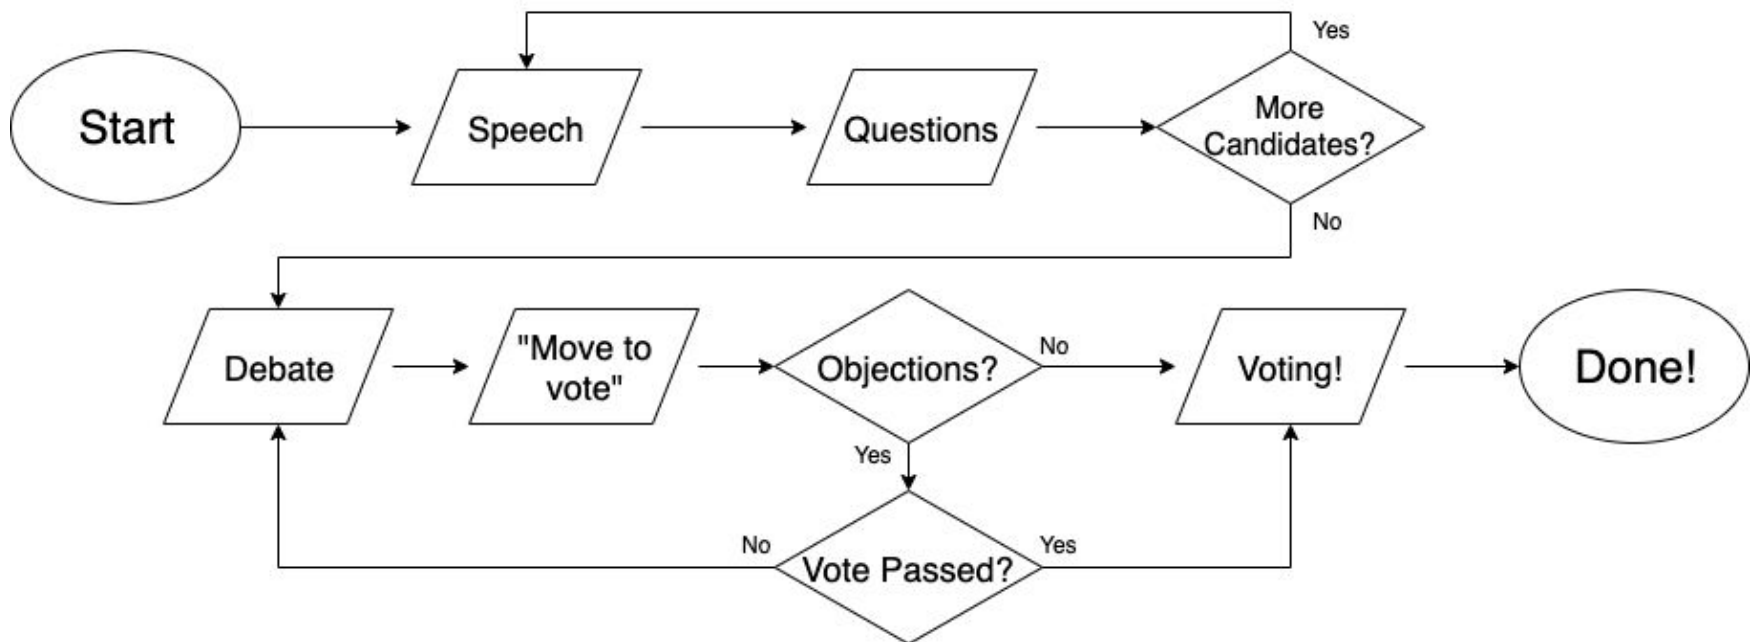 Yes
Start
Speech
Questions
More
Candidates?
No
Debate
"Move to
vote"
Objections?
No
Voting!
Done!
Yes
No
Vote Passed?
Yes